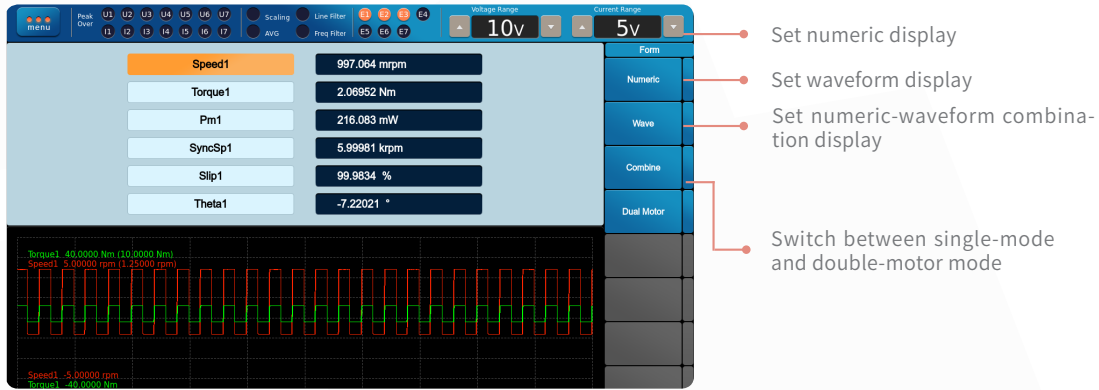 menu
Peak Over
U1 U2 U3 U4 U5 U6 U7
I1 I2 I3 I4 I5 I6 I7
Scaling
AVG
Line Filter
Freq Filter
E1 E2 E3 E4
E5 E6 E7
Voltage Range
10V
Current Range
5V
Form
Numeric
Wave
Combine
Dual Motor
Speed1 997.064 mrpm
Torque1 2.06952 Nm
Pm1 216.083 mW
SyncSp1 5.99981 krpm
Slip1 99.9834 %
Theta1 -7.22021 °
Torque1 40.0000 Nm (10.0000 Nm)
Speed1 5.00000 rpm (1.25000 rpm)
Speed1 -5.00000 rpm
Torque1 -40.0000 Nm
Set numeric display
Set waveform display
Set numeric-waveform combina-
tion display
Switch between single-mode
and double-motor mode